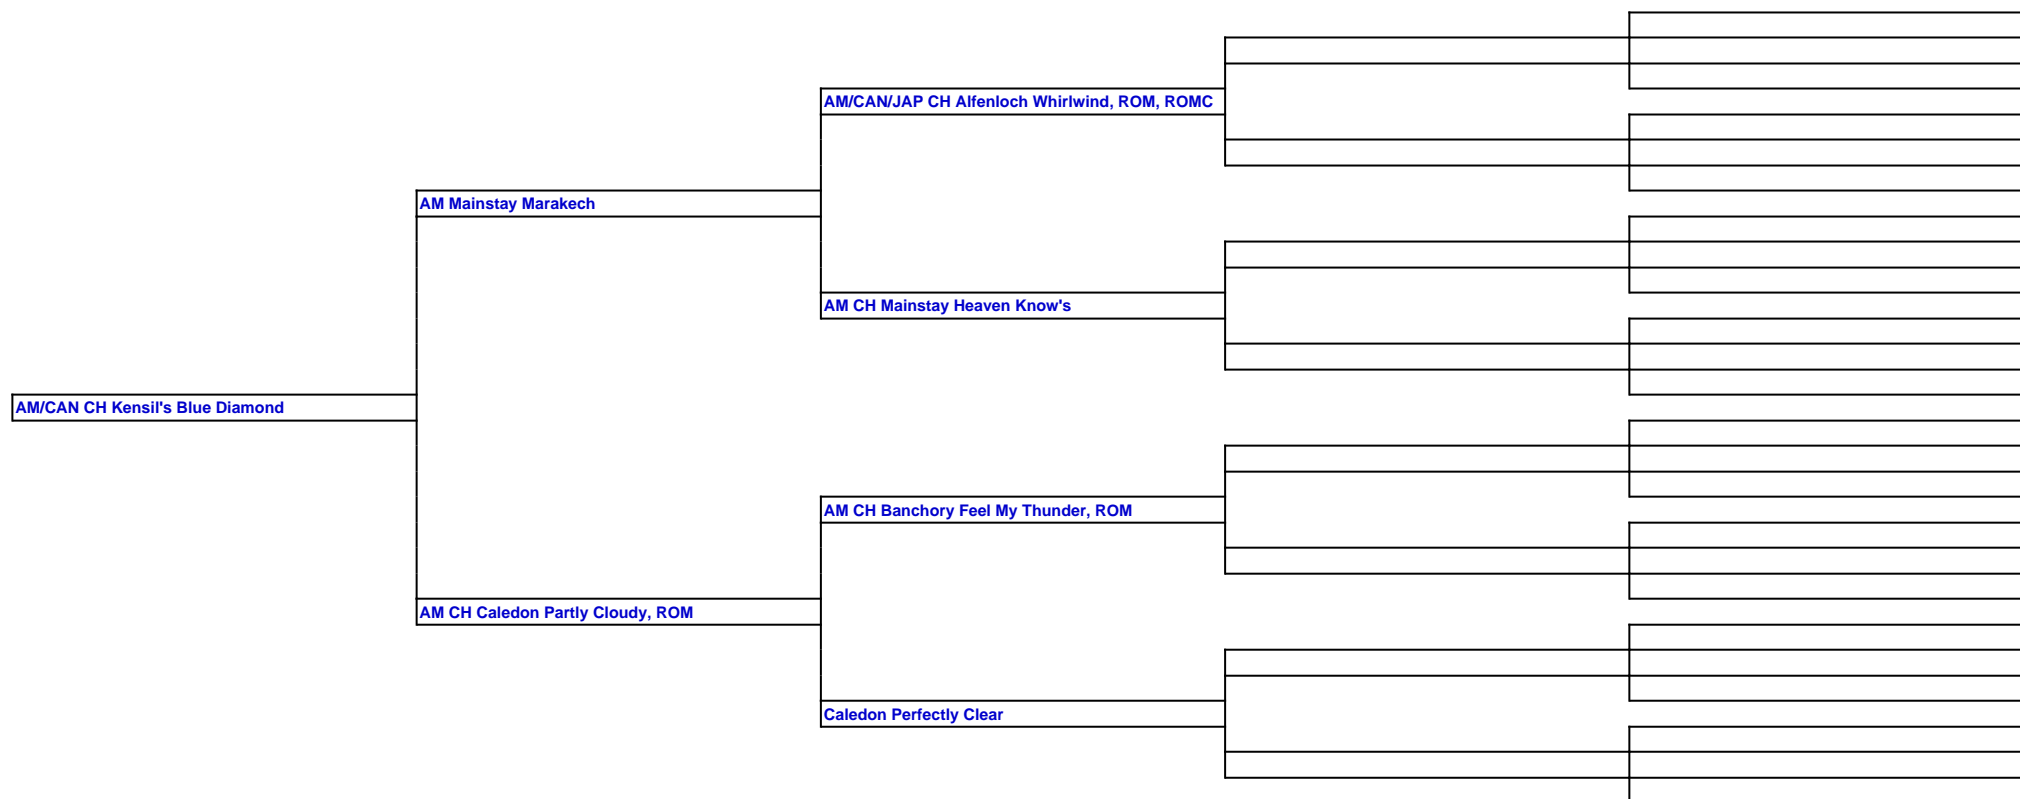 AM/CAN/JAP CH Alfenloch Whirlwind, ROM, ROMC
AM Mainstay Marakech
AM CH Mainstay Heaven Know's
AM/CAN CH Kensil's Blue Diamond
AM CH Banchory Feel My Thunder, ROM
AM CH Caledon Partly Cloudy, ROM
Caledon Perfectly Clear